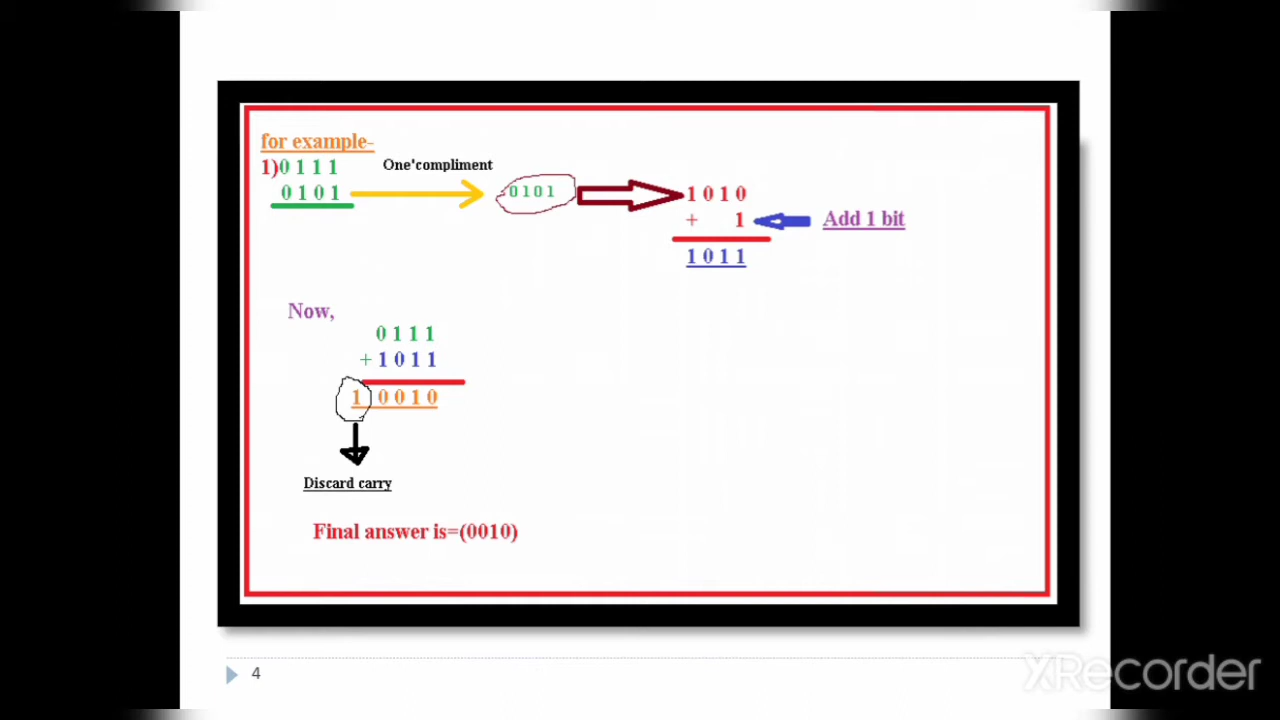 for example-
1)0 1 1 1
One'compliment
0 1 0 1
0 1 0 1
1 0 1 0
+ 1
Add 1 bit
1 0 1 1
Now,
0 1 1 1
+ 1 0 1 1
1 0 0 1 0
Discard carry
Final answer is=(0010)
4
XRecorder